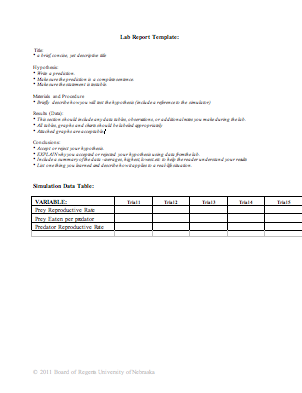 Lab Report Template:
Title
• a brief, concise, yet descriptive title
Hypothesis:
• Write a prediction.
• Make sure the prediction is a complete sentence.
• Make sure the statement is testable.
Materials and Procedure
• Briefly describe how you will test the hypothesis (include a reference to the simulator).
Results (Data):
• This section should include any data tables, observations, or additional notes you make during the lab.
• All tables, graphs and charts should be labeled appropriately
• Attached graphs are acceptable
Conclusions:
• Accept or reject your hypothesis.
• EXPLAIN why you accepted or rejected your hypothesis using data from the lab.
• Include a summary of the data - averages, highest, lowest, etc. to help the reader understand your results
• List one thing you learned and describe how it applies to a real-life situation.
Simulation Data Table:
VARIABLE: Trial 1 Trial 2 Trial 3 Trial 4 Trial 5
Prey Reproductive Rate
Prey Eaten per predator
Predator Reproductive Rate
© 2011 Board of Regents University of Nebraska